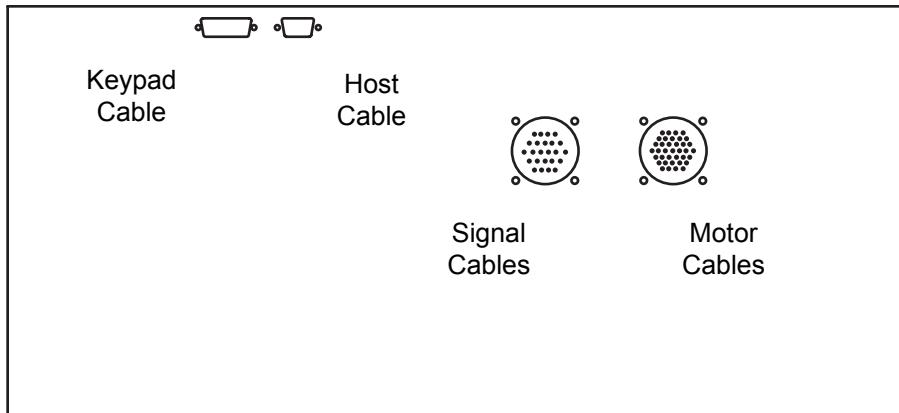 Keypad
Cable
Host
Cable
Signal
Cables
Motor
Cables